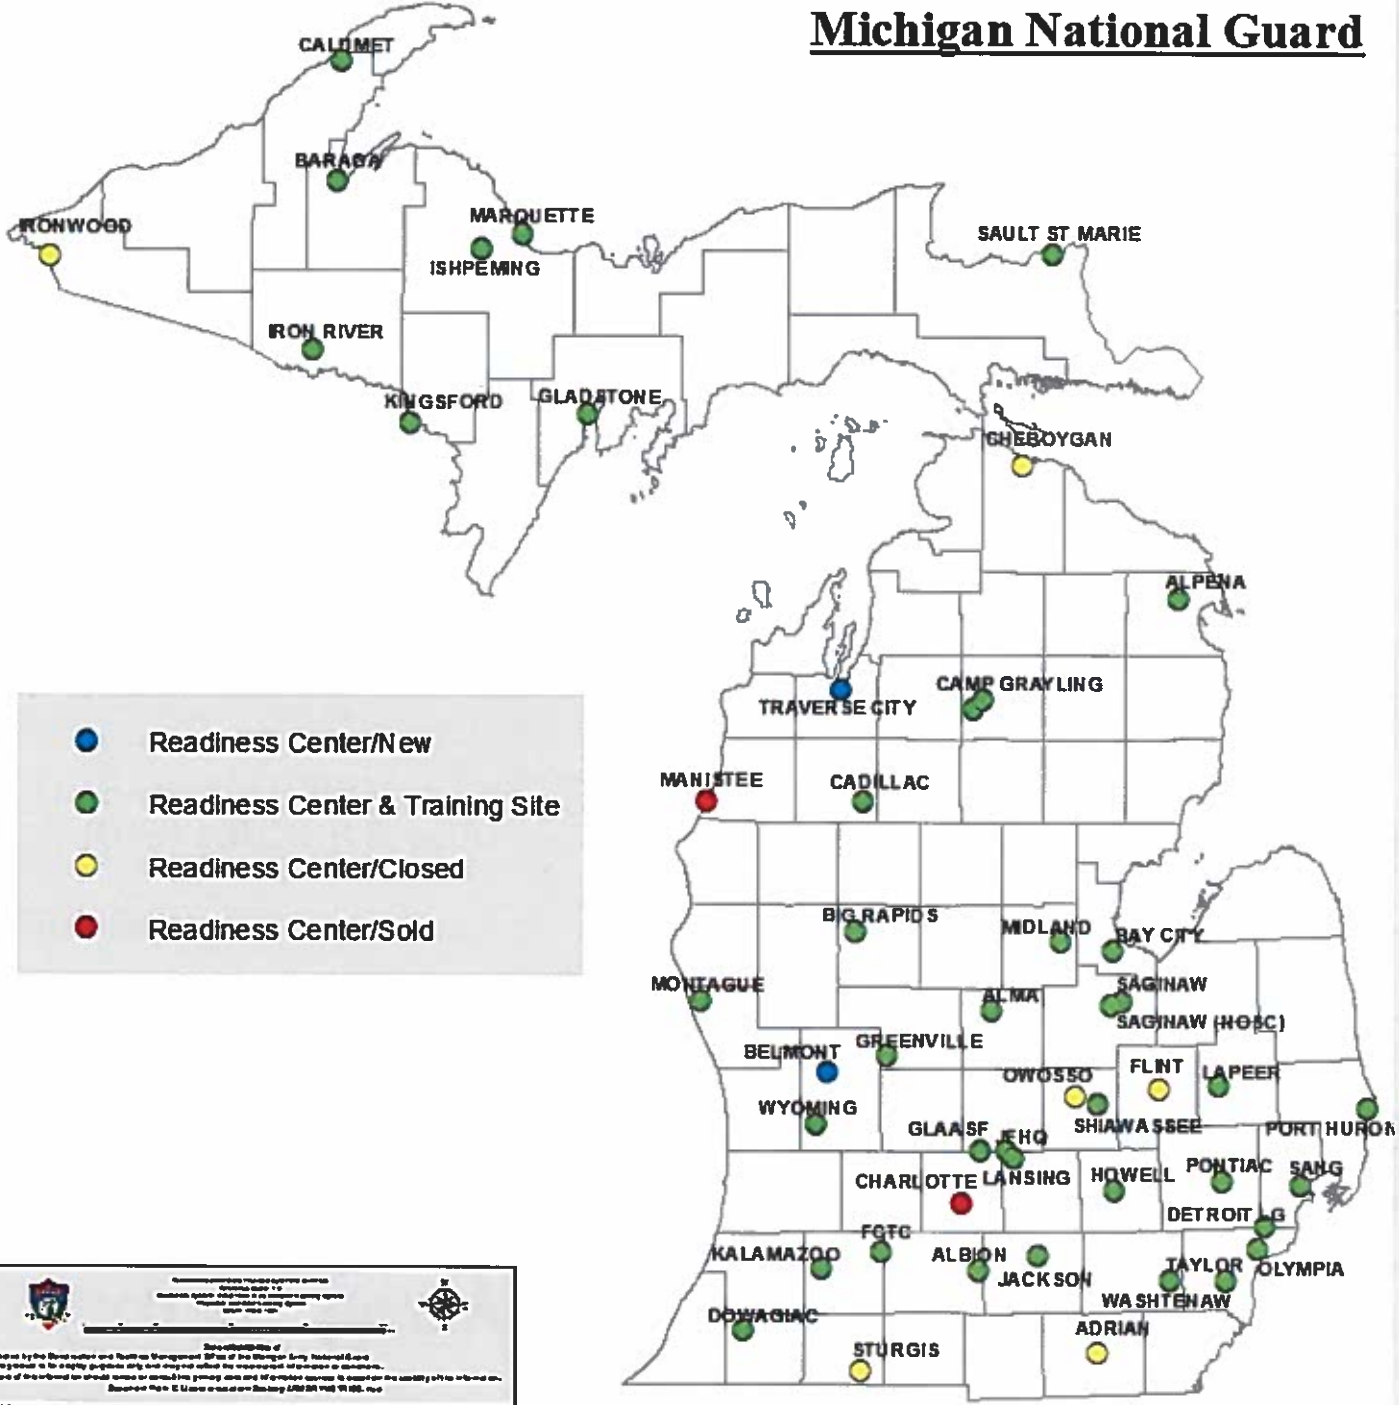 Michigan National Guard
CALUMET
BARAGA
IRONWOOD
MARQUETTE
SAULT ST MARIE
ISHPEMING
IRON RIVER
KINGSFORD
GLADSTONE
CHEBOYGAN
ALPENA
CAMP GRAYLING
TRAVERSE CITY
MANISTEE
CADILLAC
Readiness Center/New
Readiness Center & Training Site
Readiness Center/Closed
Readiness Center/Sold
BIG RAPIDS
MIDLAND
BAY CITY
MONTAGUE
ALMA
SAGINAW
SAGINAW (HOSC)
GREENVILLE
BELMONT
OWOSSO
FLINT
LAPEER
WYOMING
SHIAWASSEE
PORT HURON
GLAASF
JFHQ
CHARLOTTE
LANSING
HOWELL
PONTIAC
SANG
DETROIT LG
FCTC
KALAMAZOO
ALBION
JACKSON
TAYLOR
OLYMPIA
WASHTENAW
DOWAGIAC
ADRIAN
STURGIS